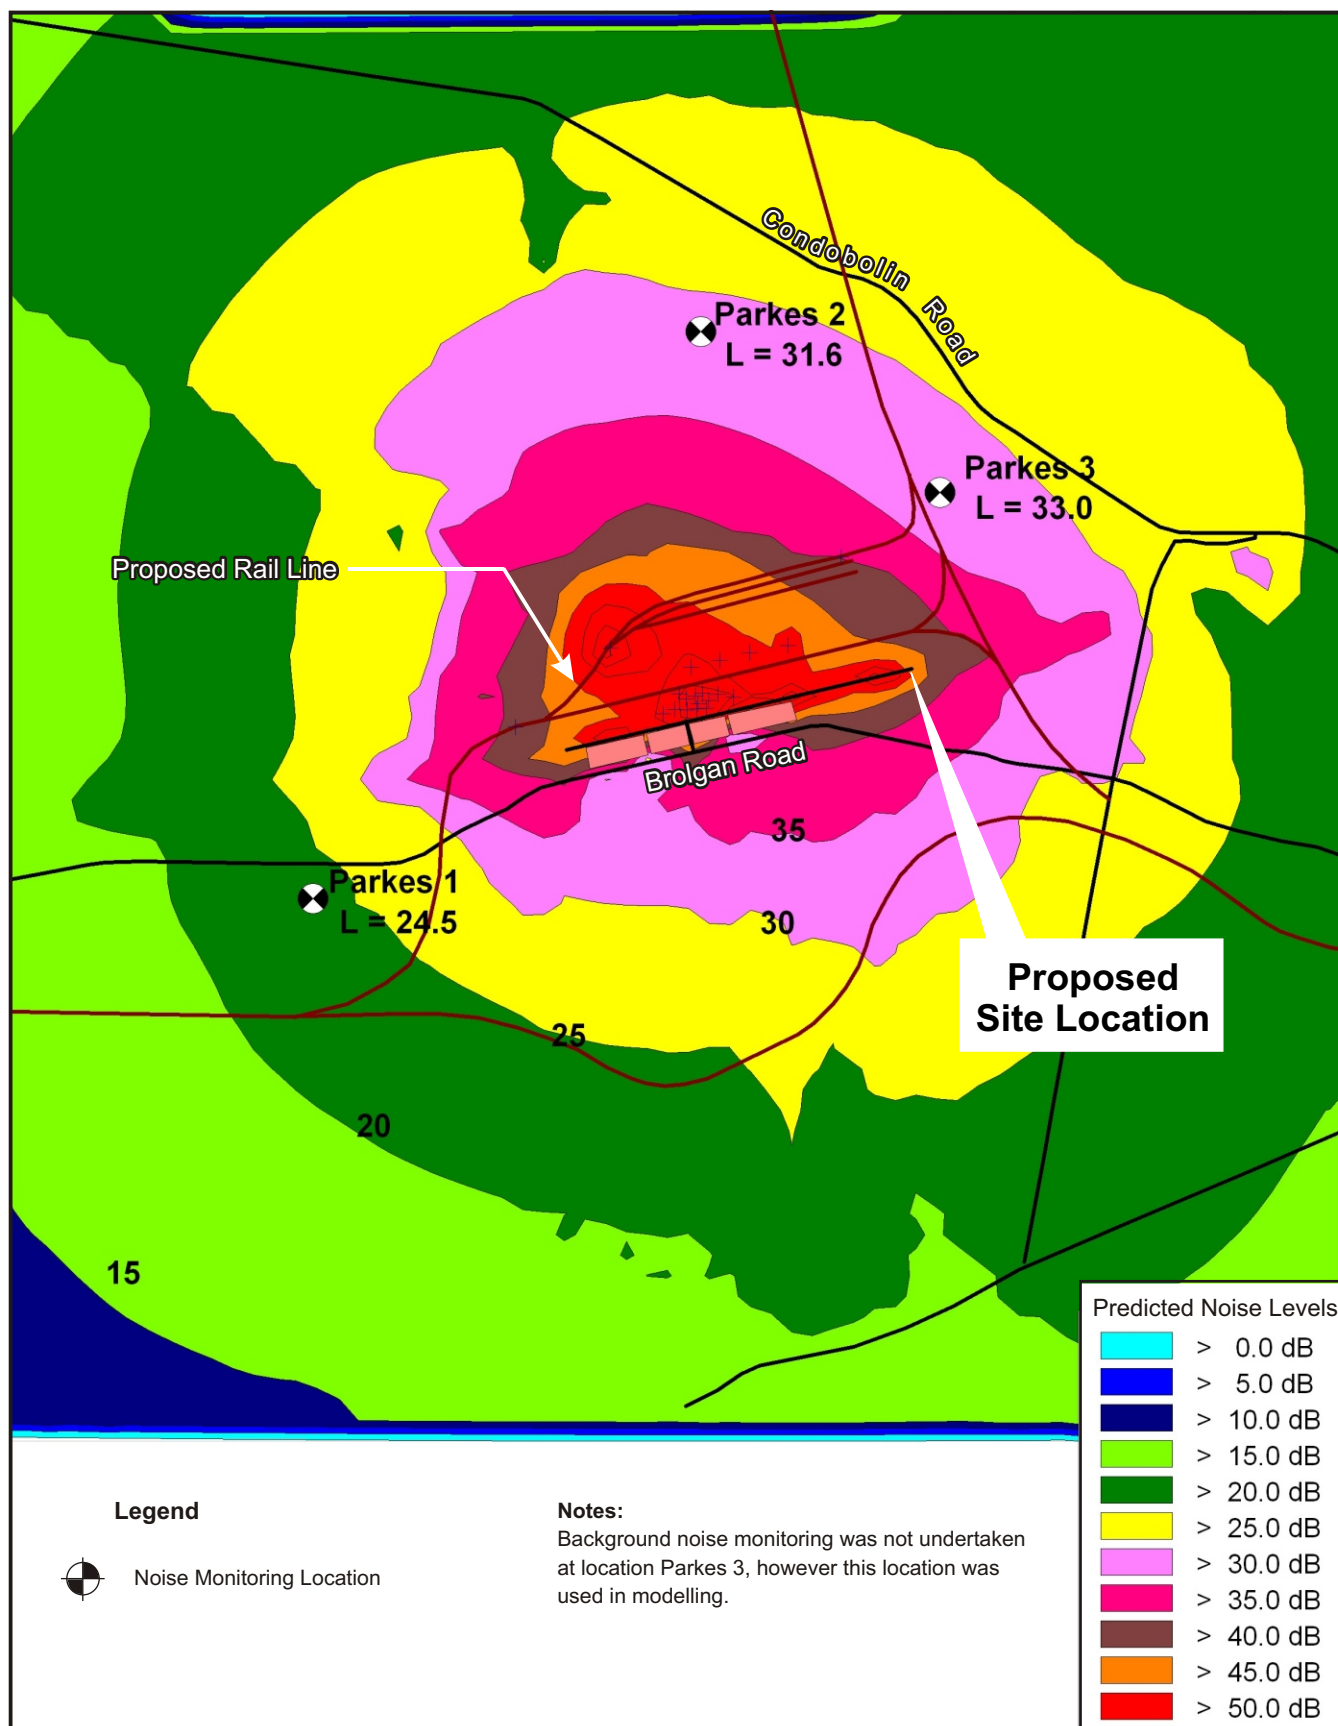 Condobolin Road
Parkes 2
L = 31.6
Parkes 3
L = 33.0
Proposed Rail Line
Brolgan Road
35
Parkes 1
L = 24.5
30
Proposed
Site Location
25
20
15
Predicted Noise Levels
> 0.0 dB
> 5.0 dB
> 10.0 dB
> 15.0 dB
> 20.0 dB
> 25.0 dB
> 30.0 dB
> 35.0 dB
> 40.0 dB
> 45.0 dB
> 50.0 dB
Legend
Noise Monitoring Location
Notes:
Background noise monitoring was not undertaken
at location Parkes 3, however this location was
used in modelling.